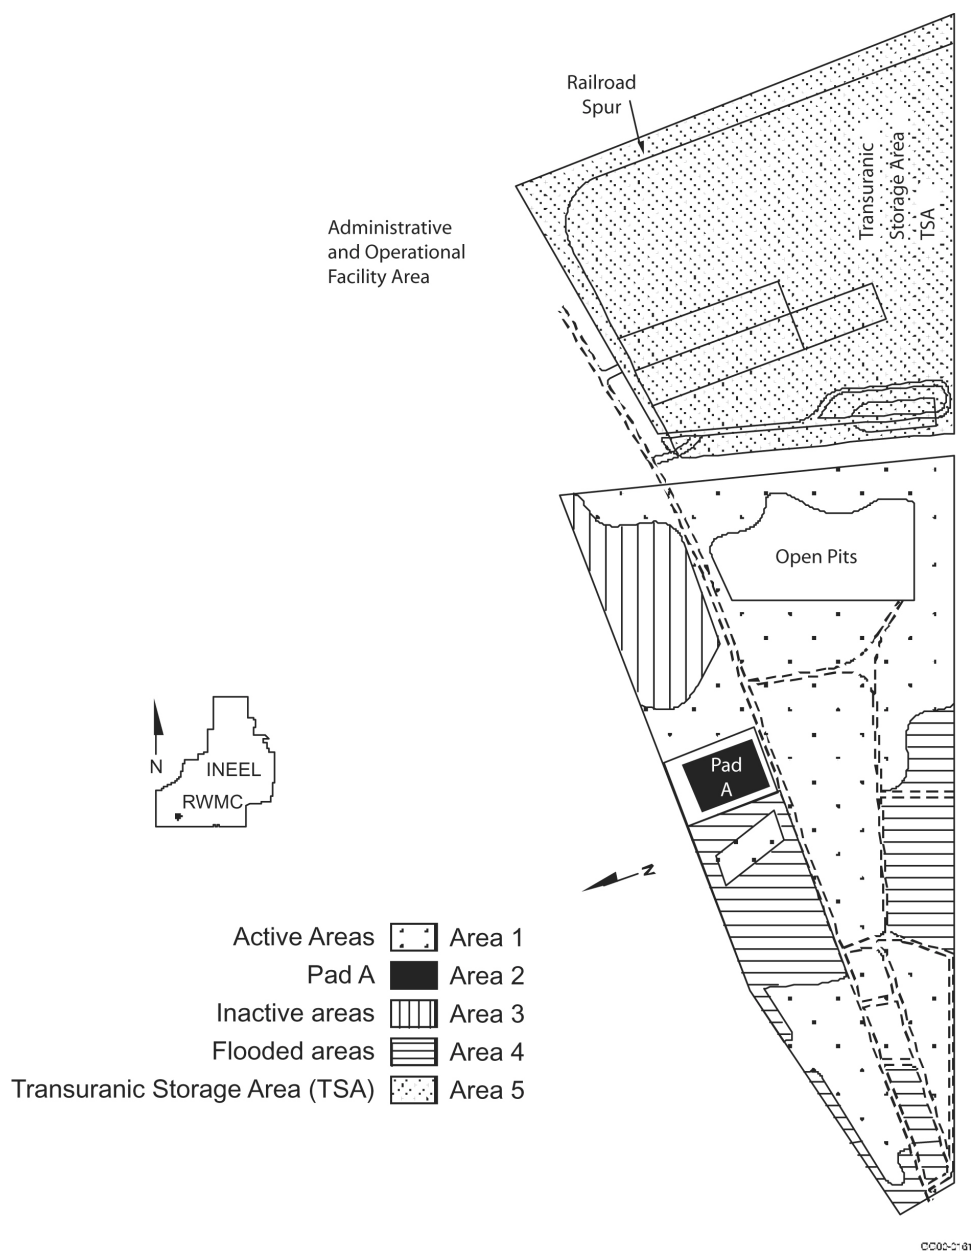 Railroad
Spur
Transuranic
Storage Area
TSA
Administrative
and Operational
Facility Area
Open Pits
Pad
A
N
INEEL
RWMC
N
Active Areas Area 1
Pad A Area 2
Inactive areas Area 3
Flooded areas Area 4
Transuranic Storage Area (TSA) Area 5